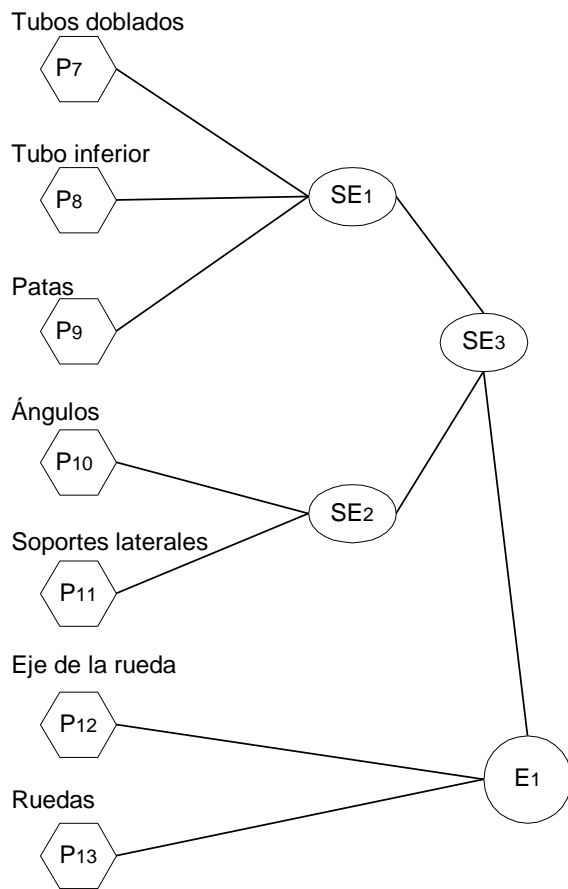 Tubos doblados
P7
Tubo inferior
P8
SE1
Patas
P9
SE3
Ángulos
P10
SE2
Soportes laterales
P11
Eje de la rueda
P12
E1
Ruedas
P13